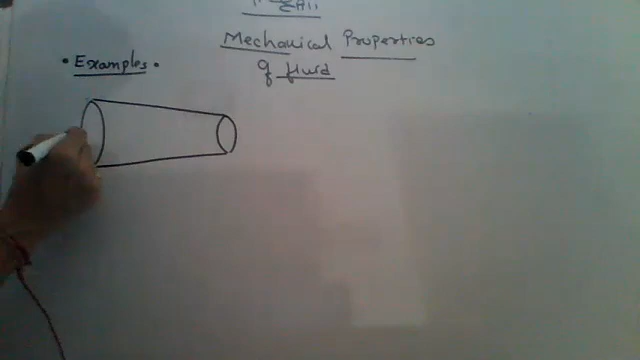 Mechanical Properties
of fluid
• Examples •